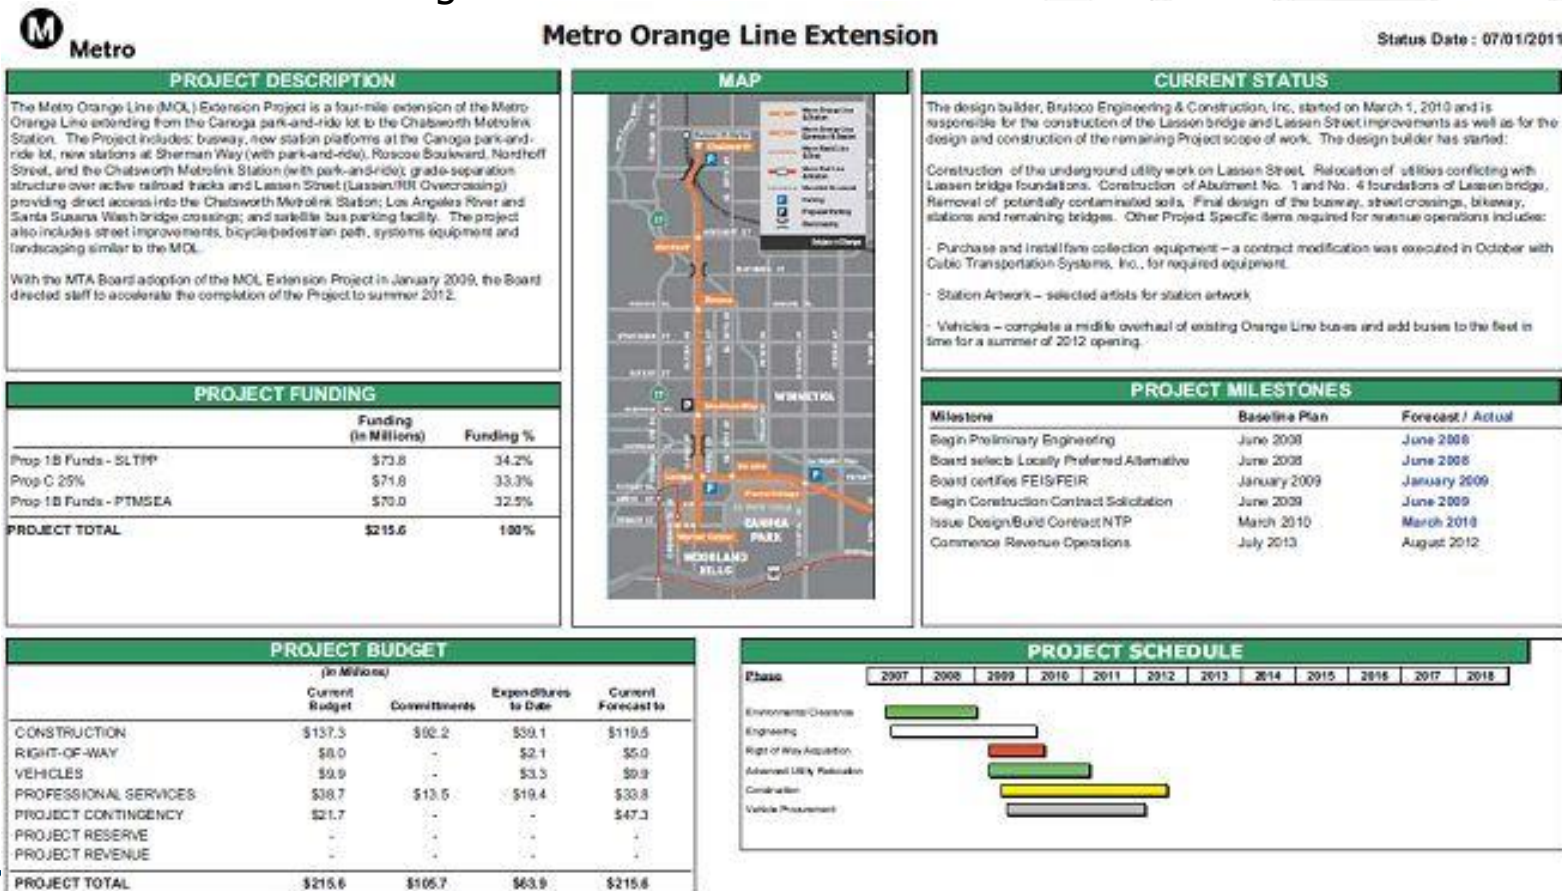 Metro
Metro Orange Line Extension
Status Date : 07/01/2011
PROJECT DESCRIPTION
The Metro Orange Line (MOL) Extension Project is a four-mile extension of the Metro
Orange Line extending from the Canoga park-and-ride lot to the Chatsworth Metrolink
Station. The Project includes: busway, new station platforms at the Canoga park-and-
ride lot, new stations at Sherman Way (with park-and-ride), Roscoe Boulevard, Nordhoff
Street, and the Chatsworth Metrolink Station (with park-and-ride); grade-separation
structure over active railroad tracks and Lassen Street (Lassen/RR Overcrossing)
providing direct access into the Chatsworth Metrolink Station; Los Angeles River and
Santa Susana Wash bridge crossings; and satellite bus parking facility. The project
also includes street improvements, bicycle/pedestrian path, systems equipment and
landscaping similar to the MOL.
With the MTA Board adoption of the MOL Extension Project in January 2009, the Board
directed staff to accelerate the completion of the Project to summer 2012.
MAP
Chatsworth
Nordhoff
Roscoe
Sherman Way
WINNETKA
Canoga
De Soto
Pierce College
CANOGA
PARK
Warner Center
WOODLAND
HILLS
CURRENT STATUS
The design builder, Brutoco Engineering & Construction, Inc, started on March 1, 2010 and is
responsible for the construction of the Lassen bridge and Lassen Street improvements as well as for the
design and construction of the remaining Project scope of work. The design builder has started:
Construction of the underground utility work on Lassen Street. Relocation of utilities conflicting with
Lassen bridge foundations. Construction of Abutment No. 1 and No. 4 foundations of Lassen bridge,
Removal of potentially contaminated soils, Final design of the busway, street crossings, bikeway,
stations and remaining bridges. Other Project Specific items required for revenue operations includes:
· Purchase and install fare collection equipment – a contract modification was executed in October with
Cubic Transportation Systems, Inc., for required equipment.
· Station Artwork – selected artists for station artwork
· Vehicles – complete a midlife overhaul of existing Orange Line buses and add buses to the fleet in
time for a summer of 2012 opening.
PROJECT FUNDING
Funding (in Millions) Funding %
Prop 1B Funds - SLTPP $73.8 34.2%
Prop C 25% $71.8 33.3%
Prop 1B Funds - PTMSEA $70.0 32.5%
PROJECT TOTAL $215.6 100%
PROJECT MILESTONES
Milestone Baseline Plan Forecast / Actual
Begin Preliminary Engineering June 2008 June 2008
Board selects Locally Preferred Alternative June 2008 June 2008
Board certifies FEIS/FEIR January 2009 January 2009
Begin Construction Contract Solicitation June 2009 June 2009
Issue Design/Build Contract NTP March 2010 March 2010
Commence Revenue Operations July 2013 August 2012
PROJECT BUDGET
(in Millions)
Current Budget Committments Expenditures to Date Current Forecast to
CONSTRUCTION $137.3 $92.2 $39.1 $119.5
RIGHT-OF-WAY $8.0 - $2.1 $5.0
VEHICLES $9.9 - $3.3 $9.9
PROFESSIONAL SERVICES $38.7 $13.5 $19.4 $33.8
PROJECT CONTINGENCY $21.7 - - $47.3
PROJECT RESERVE - - - -
PROJECT REVENUE - - - -
PROJECT TOTAL $215.6 $105.7 $63.9 $215.6
PROJECT SCHEDULE
Phase 2007 2008 2009 2010 2011 2012 2013 2014 2015 2016 2017 2018
Environmental Clearance
Engineering
Right of Way Acquisition
Advanced Utility Relocation
Construction
Vehicle Procurement